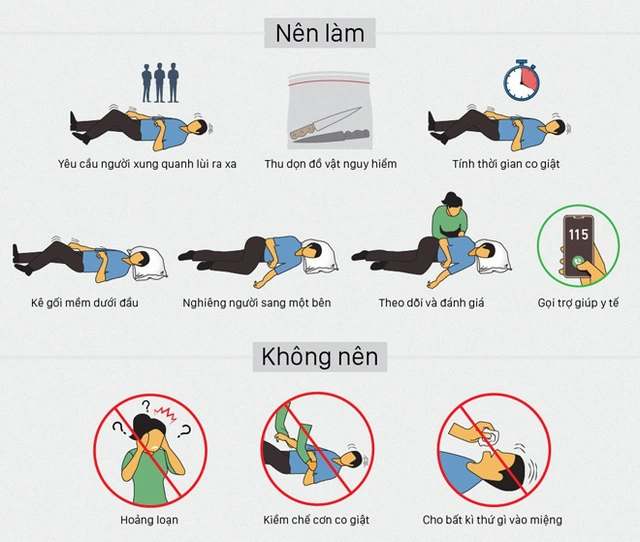 Nên làm
Yêu cầu người xung quanh lùi ra xa
Thu dọn đồ vật nguy hiểm
Tính thời gian co giật
Kê gối mềm dưới đầu
Nghiêng người sang một bên
Theo dõi và đánh giá
115
Gọi trợ giúp y tế
Không nên
? ? ?
Hoảng loạn
Kiềm chế cơn co giật
Cho bất kì thứ gì vào miệng